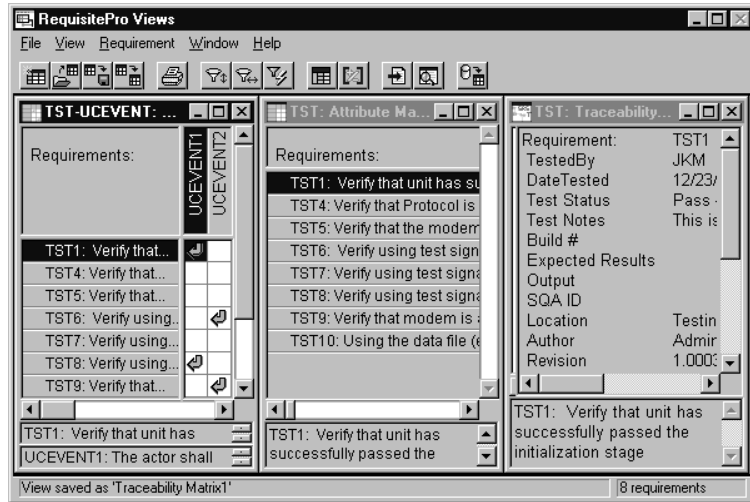 RequisitePro Views
File View Requirement Window Help
TST-UCEVENT: ...
Requirements:
UCEVENT1
UCEVENT2
TST1: Verify that...
TST4: Verify that...
TST5: Verify that...
TST6: Verify using..
TST7: Verify using...
TST8: Verify using...
TST9: Verify that...
TST1: Verify that unit has
UCEVENT1: The actor shall
TST: Attribute Ma...
Requirements:
TST1: Verify that unit has su
TST4: Verify that Protocol is
TST5: Verify that the modem
TST6: Verify using test sign
TST7: Verify using test signa
TST8: Verify using test signa
TST9: Verify that modem is
TST10: Using the data file (e
TST1: Verify that unit has
successfully passed the
TST: Traceability...
Requirement: TST1
TestedBy JKM
DateTested 12/23/
Test Status Pass -
Test Notes This is
Build #
Expected Results
Output
SQA ID
Location Testin
Author Admir
Revision 1.000
TST1: Verify that unit has
successfully passed the
initialization stage
View saved as 'Traceability Matrix1'
8 requirements